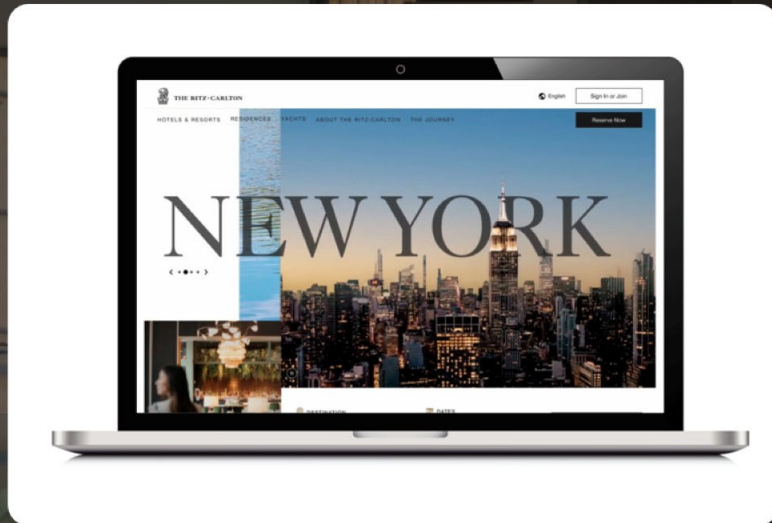 THE RITZ-CARLTON
English
Sign In or Join
HOTELS & RESORTS RESIDENCES YACHTS ABOUT THE RITZ-CARLTON THE JOURNEY
Reserve Now
NEW YORK
DESTINATION
DATES